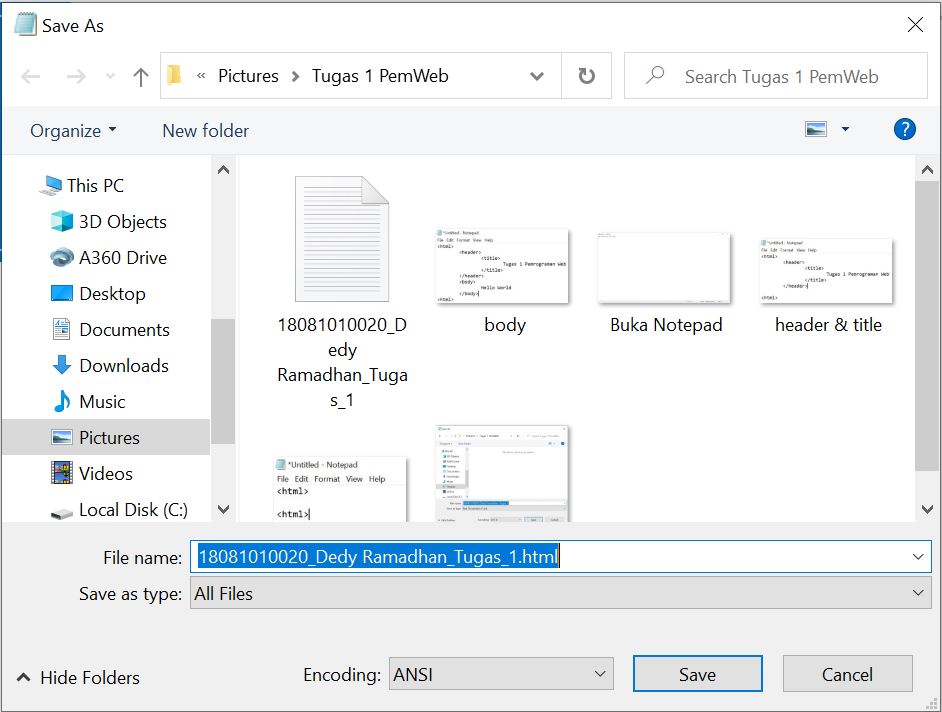 Save As
« Pictures > Tugas 1 PemWeb
Search Tugas 1 PemWeb
Organize
New folder
This PC
3D Objects
A360 Drive
Desktop
Documents
Downloads
Music
Pictures
Videos
Local Disk (C:)
18081010020_D
edy
Ramadhan_Tuga
s_1
*Untitled - Notepad
File Edit Format View Help
<html>
<header>
<title>
Tugas 1 Pemrograman Web
</title>
</header>
<body>
Hello World
</body>
<html>
body
Buka Notepad
*Untitled - Notepad
File Edit Format View Help
<html>
<header>
<title>
Tugas 1 Pemrograman Web
</title>
</header>
<html>
header & title
*Untitled - Notepad
File Edit Format View Help
<html>
<html>
File name: 18081010020_Dedy Ramadhan_Tugas_1.html
Save as type: All Files
Hide Folders
Encoding: ANSI
Save
Cancel